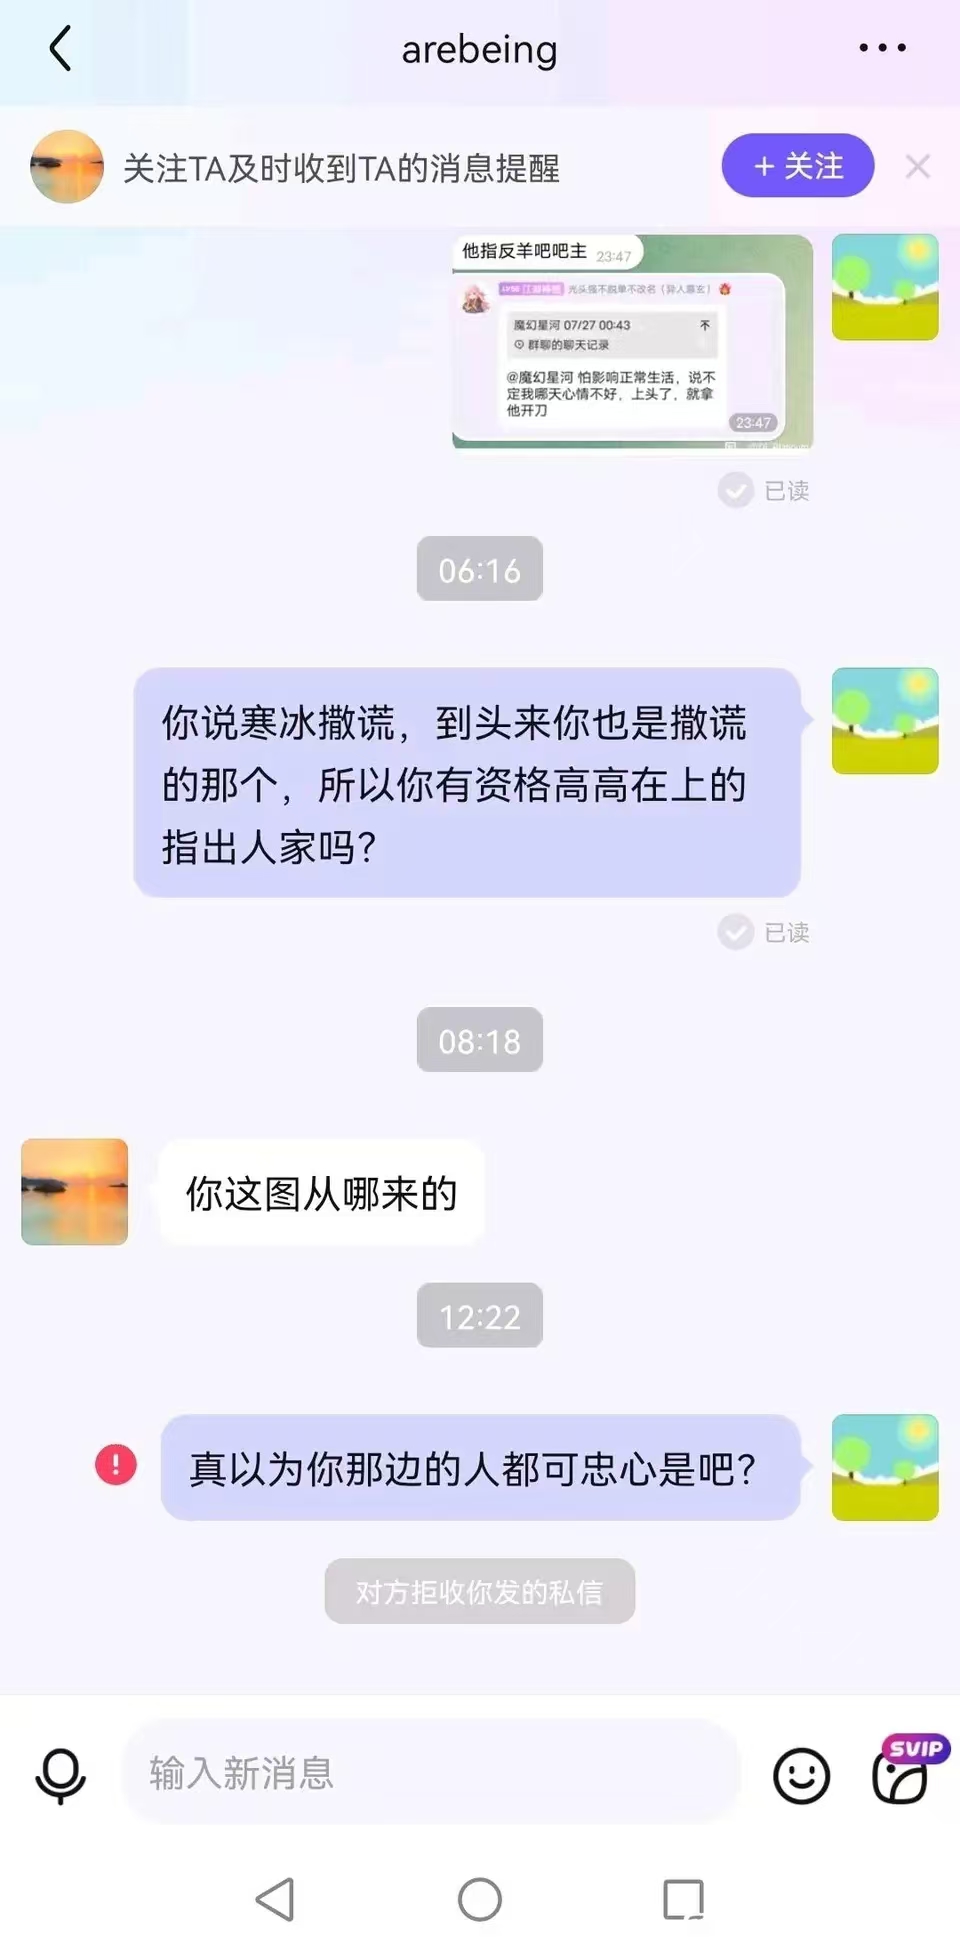 arebeing
关注TA及时收到TA的消息提醒
+ 关注
他指反羊吧吧主 23:47
光头强不脱单不改名（异人意玄）
魔幻星河 07/27 00:43
群聊的聊天记录
@魔幻星河 怕影响正常生活，说不
定我哪天心情不好，上头了，就拿
他开刀
23:47
已读
06:16
你说寒冰撒谎，到头来你也是撒谎
的那个，所以你有资格高高在上的
指出人家吗？
已读
08:18
你这图从哪来的
12:22
真以为你那边的人都可忠心是吧？
对方拒收你发的私信
输入新消息
SVIP